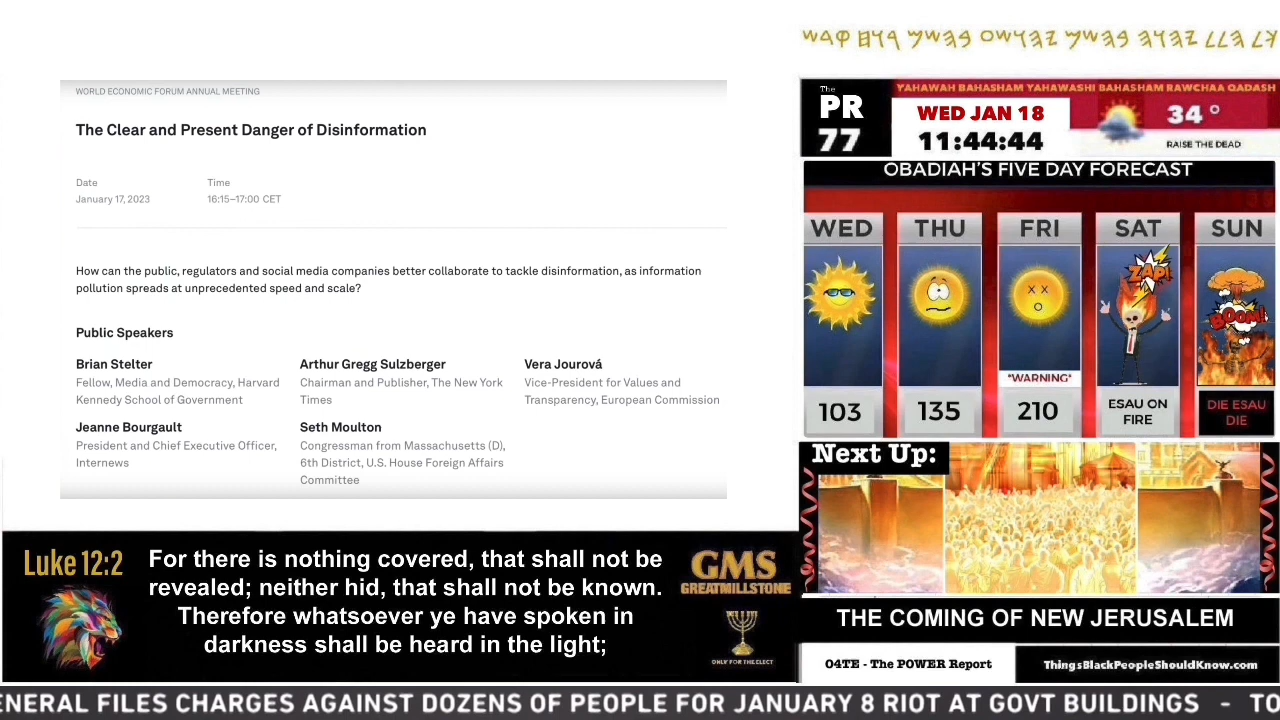 WORLD ECONOMIC FORUM ANNUAL MEETING
The Clear and Present Danger of Disinformation
Date
Time
January 17, 2023
16:15–17:00 CET
How can the public, regulators and social media companies better collaborate to tackle disinformation, as information
pollution spreads at unprecedented speed and scale?
Public Speakers
Brian Stelter
Fellow, Media and Democracy, Harvard
Kennedy School of Government
Arthur Gregg Sulzberger
Chairman and Publisher, The New York
Times
Vera Jourová
Vice-President for Values and
Transparency, European Commission
Jeanne Bourgault
President and Chief Executive Officer,
Internews
Seth Moulton
Congressman from Massachusetts (D),
6th District, U.S. House Foreign Affairs
Committee
The
PR
77
YAHAWAH BAHASHAM YAHAWASHI BAHASHAM RAWCHAA QADASH
WED JAN 18
11:44:44
34 °
RAISE THE DEAD
OBADIAH'S FIVE DAY FORECAST
WED
THU
FRI
SAT
SUN
ZAP!
BOOM!
*WARNING*
103
135
210
ESAU ON
FIRE
DIE ESAU
DIE
Next Up:
THE COMING OF NEW JERUSALEM
O4TE - The POWER Report
ThingsBlackPeopleShouldKnow.com
Luke 12:2
For there is nothing covered, that shall not be
revealed; neither hid, that shall not be known.
Therefore whatsoever ye have spoken in
darkness shall be heard in the light;
GMS
GREATMILLSTONE
ONLY FOR THE ELECT
ENERAL FILES CHARGES AGAINST DOZENS OF PEOPLE FOR JANUARY 8 RIOT AT GOVT BUILDINGS - TO